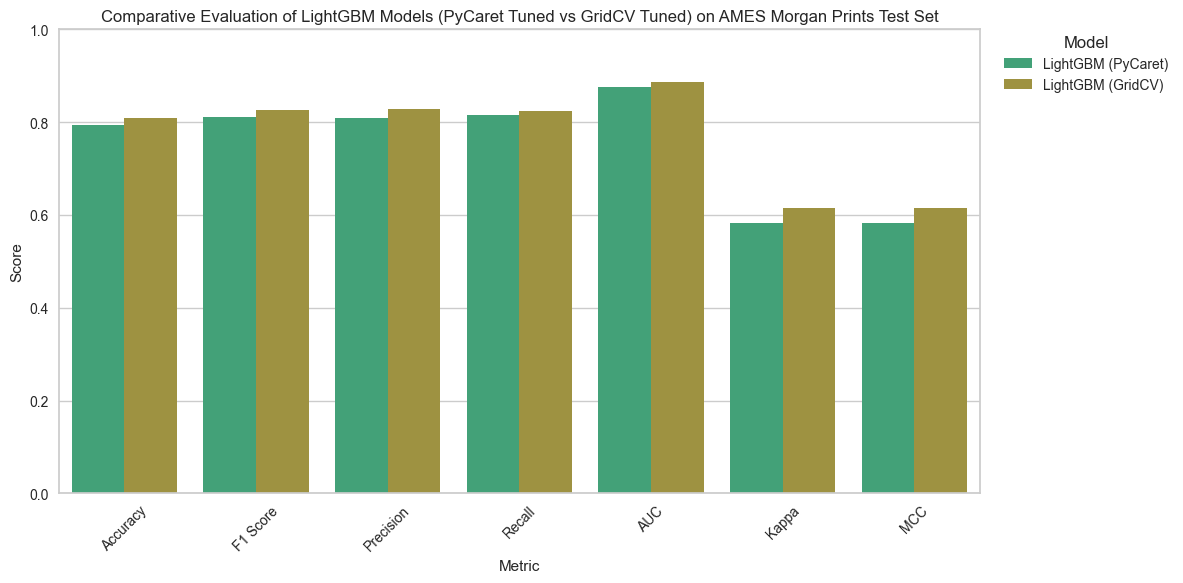 Comparative Evaluation of LightGBM Models (PyCaret Tuned vs GridCV Tuned) on AMES Morgan Prints Test Set
Model
LightGBM (PyCaret)
LightGBM (GridCV)
Score
1.0
0.8
0.6
0.4
0.2
0.0
Accuracy
F1 Score
Precision
Recall
AUC
Kappa
MCC
Metric